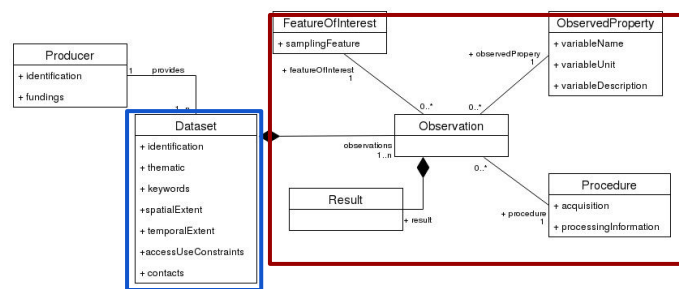 FeatureOfInterest
+ samplingFeature
ObservedProperty
+ variableName
+ variableUnit
+ variableDescription
Producer
+ identification
+ fundings
1
provides
+ featureOfInterest
1
+ observedPropery
1
0..*
0..*
Dataset
+ identification
+ thematic
+ keywords
+spatialExtent
+ temporalExtent
+accessUseConstraints
+ contacts
observations
1..n
Observation
0..*
Result
+ result
Procedure
+ acquisition
+ processingInformation
+ procedure
1